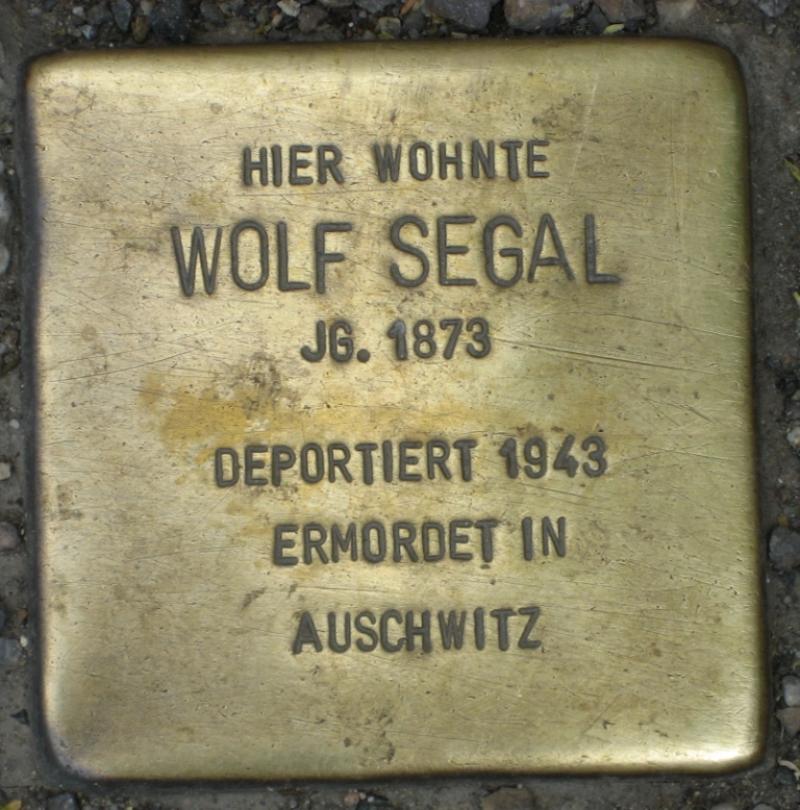 HIER WOHNTE
WOLF SEGAL
JG. 1873
DEPORTIERT 1943
ERMORDET IN
AUSCHWITZ